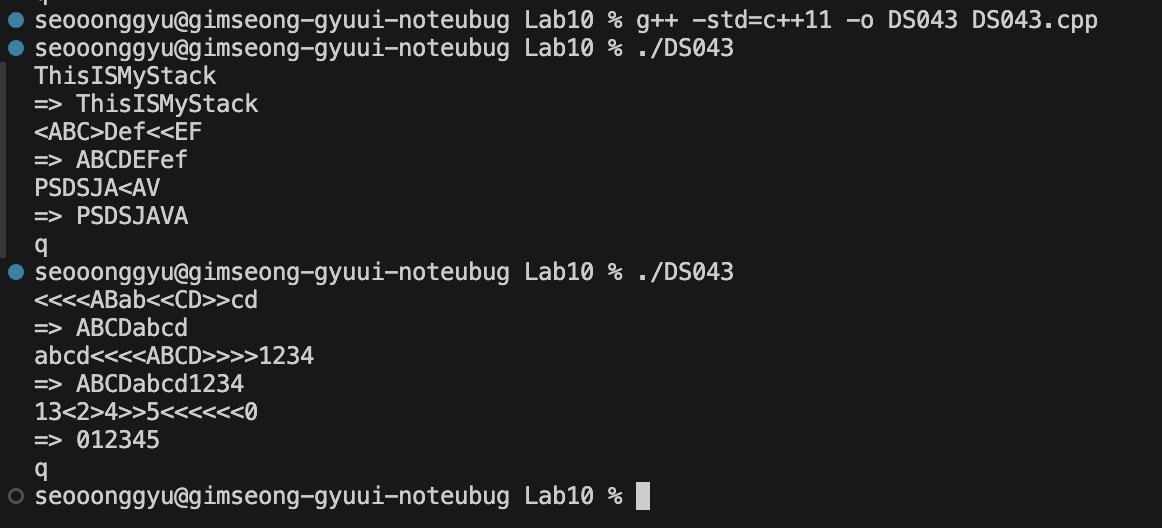 q
seooonggyu@gimseong-gyuui-noteubug Lab10 % g++ -std=c++11 -o DS043 DS043.cpp
seooonggyu@gimseong-gyuui-noteubug Lab10 % ./DS043
ThisISMyStack
=> ThisISMyStack
<ABC>Def<<EF
=> ABCDEFef
PSDSJA<AV
=> PSDSJAVA
q
seooonggyu@gimseong-gyuui-noteubug Lab10 % ./DS043
<<<<ABab<<CD>>cd
=> ABCDabcd
abcd<<<<ABCD>>>>1234
=> ABCDabcd1234
13<2>4>>5<<<<<<0
=> 012345
q
seooonggyu@gimseong-gyuui-noteubug Lab10 %